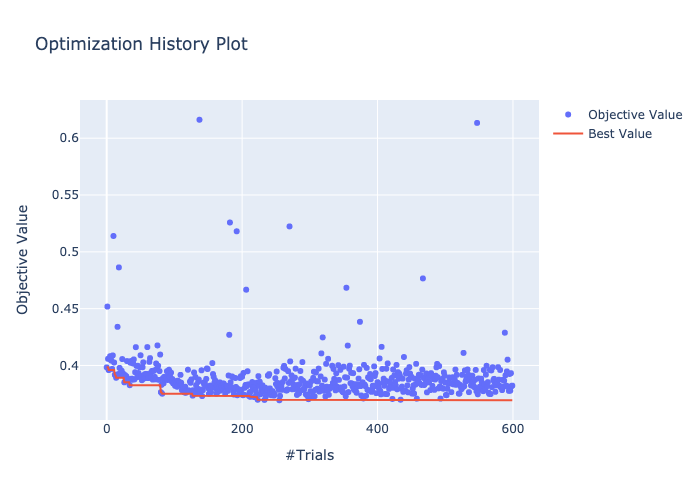 Optimization History Plot
Objective Value
Best Value
0.6
0.55
0.5
0.45
0.4
Objective Value
0
200
400
600
#Trials